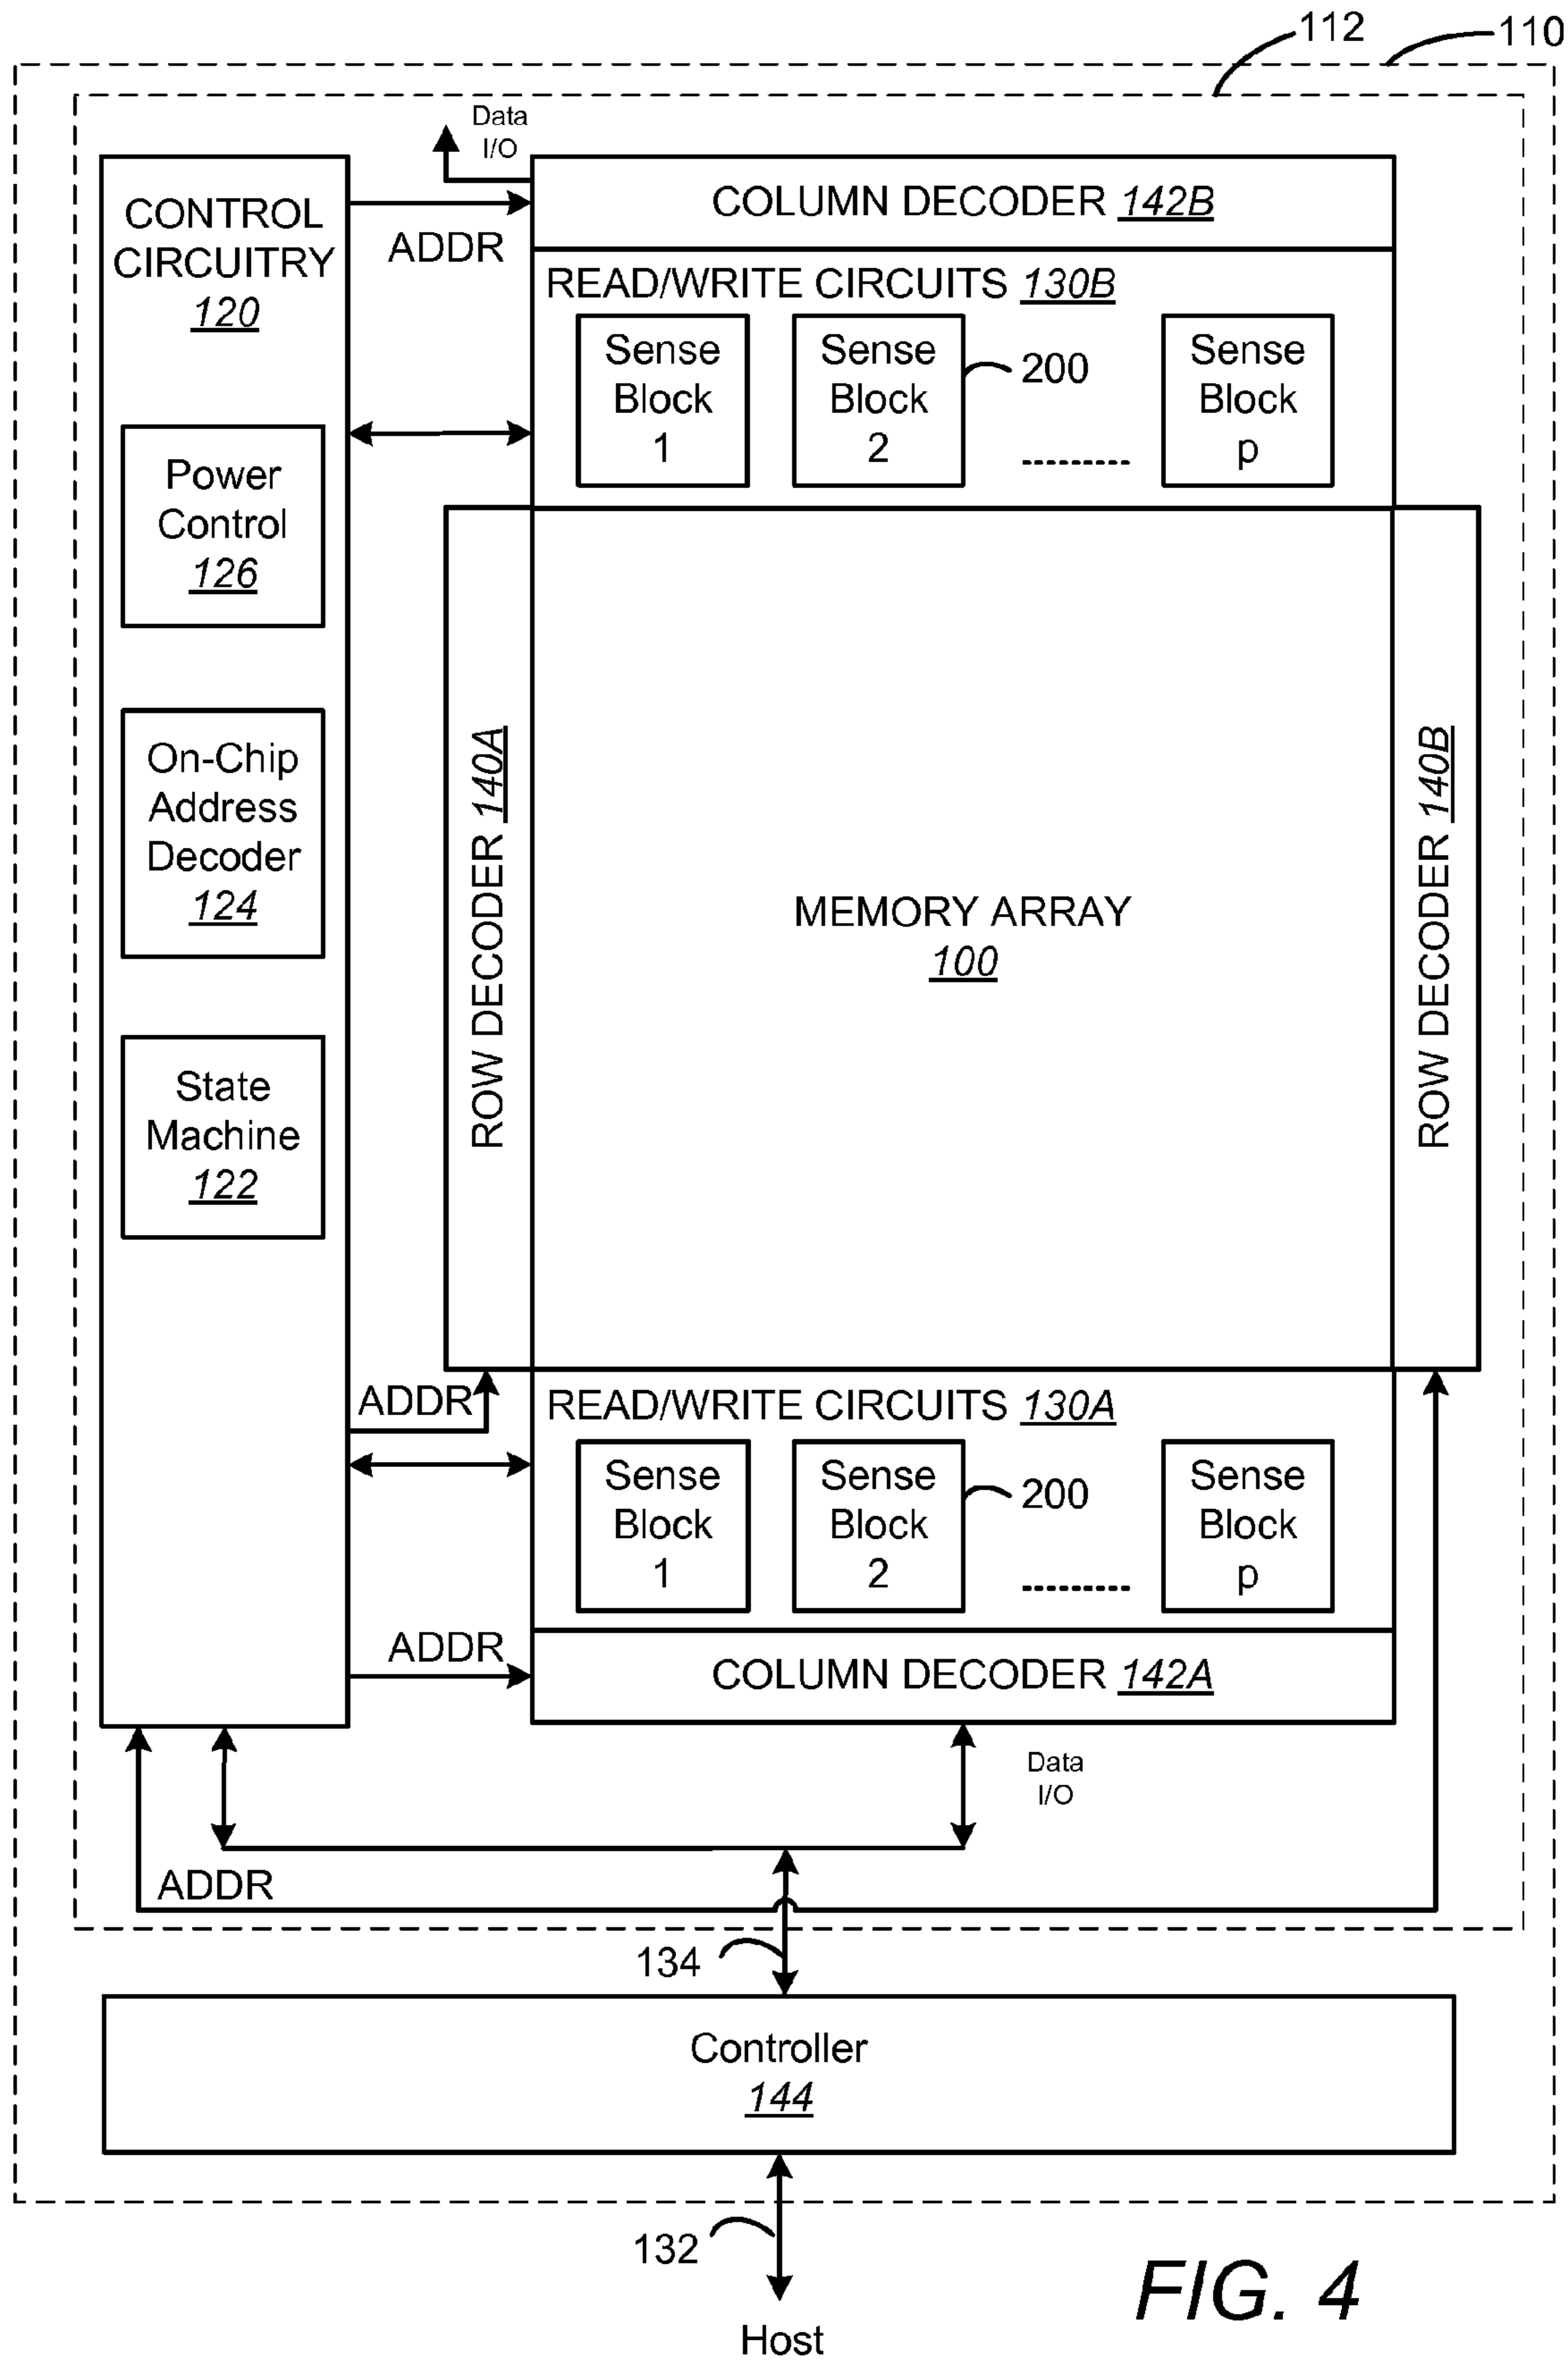 112
110
Data
I/O
CONTROL
CIRCUITRY
120
ADDR
COLUMN DECODER 142B
READ/WRITE CIRCUITS 130B
Sense
Block
1
Sense
Block
2
200
.........
Sense
Block
p
Power
Control
126
On-Chip
Address
Decoder
124
State
Machine
122
ROW DECODER 140A
MEMORY ARRAY
100
ROW DECODER 140B
ADDR
READ/WRITE CIRCUITS 130A
Sense
Block
1
Sense
Block
2
200
.........
Sense
Block
p
ADDR
COLUMN DECODER 142A
Data
I/O
ADDR
134
Controller
144
132
Host
FIG. 4